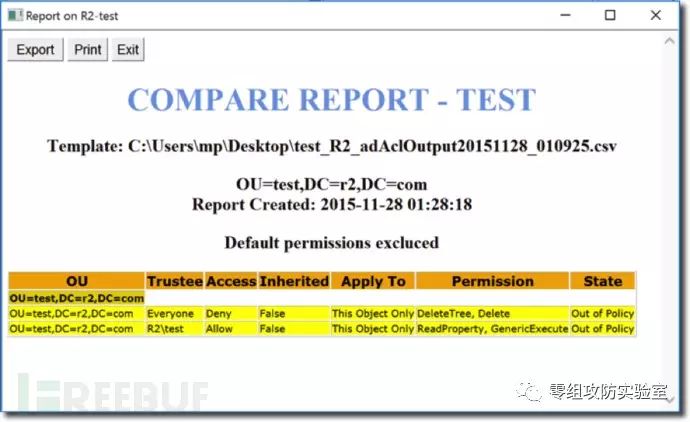 Report on R2-test
Export Print Exit
COMPARE REPORT - TEST
Template: C:\Users\mp\Desktop\test_R2_adAclOutput20151128_010925.csv
OU=test,DC=r2,DC=com
Report Created: 2015-11-28 01:28:18
Default permissions excluced
OU Trustee Access Inherited Apply To Permission State
OU=test,DC=r2,DC=com
OU=test,DC=r2,DC=com Everyone Deny False This Object Only DeleteTree, Delete Out of Policy
OU=test,DC=r2,DC=com R2\test Allow False This Object Only ReadProperty, GenericExecute Out of Policy
FREEBUF
零组攻防实验室